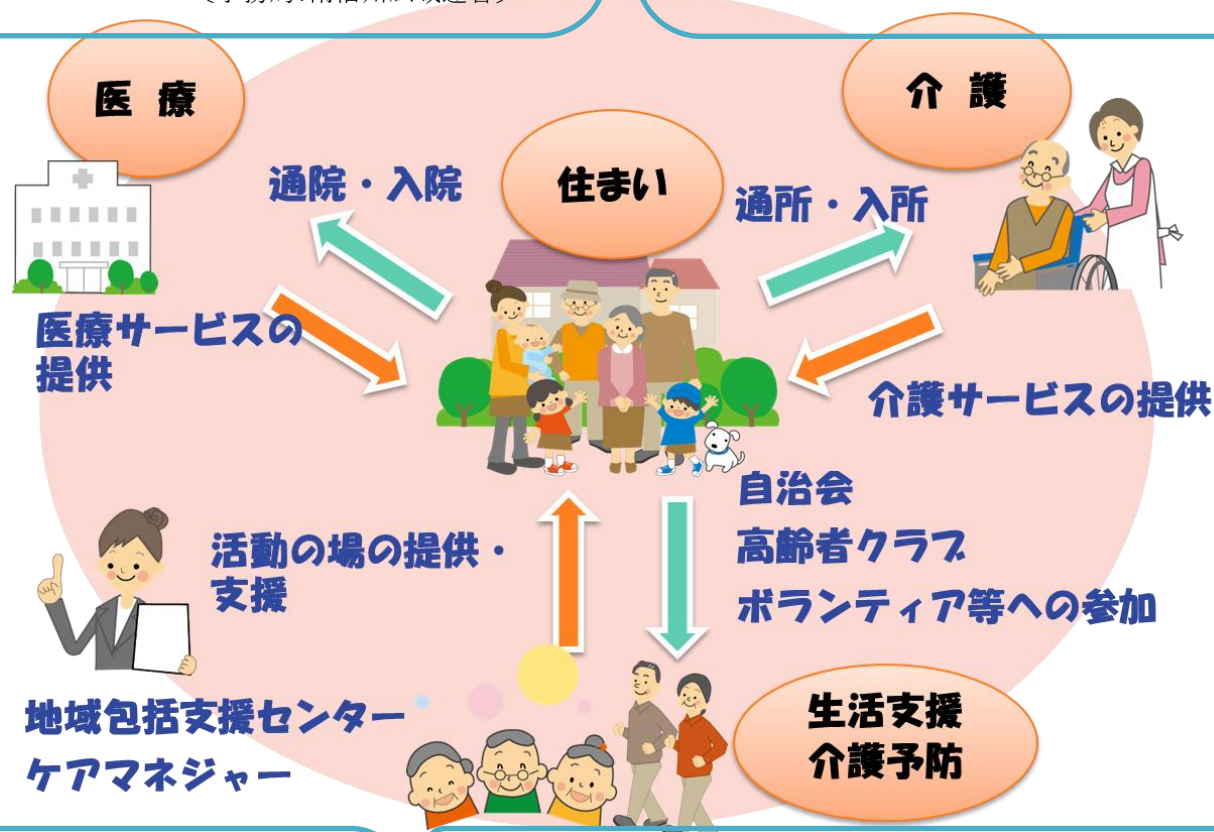 医 療
介 護
住まい
通院・入院
通所・入所
医療サービスの
提供
介護サービスの提供
活動の場の提供・
支援
自治会
高齢者クラブ
ボランティア等への参加
地域包括支援センター
ケアマネジャー
生活支援
介護予防